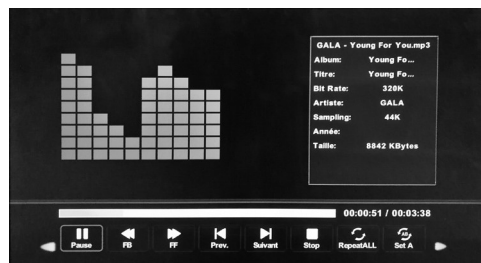 GALA - Young For You.mp3
Album: Young Fo...
Titre: Young Fo...
Bit Rate: 320K
Artiste: GALA
Sampling: 44K
Année:
Taille: 8842 KBytes
00:00:51 / 00:03:38
Pause FB FF Prev. Suivant Stop RepeatALL Set A